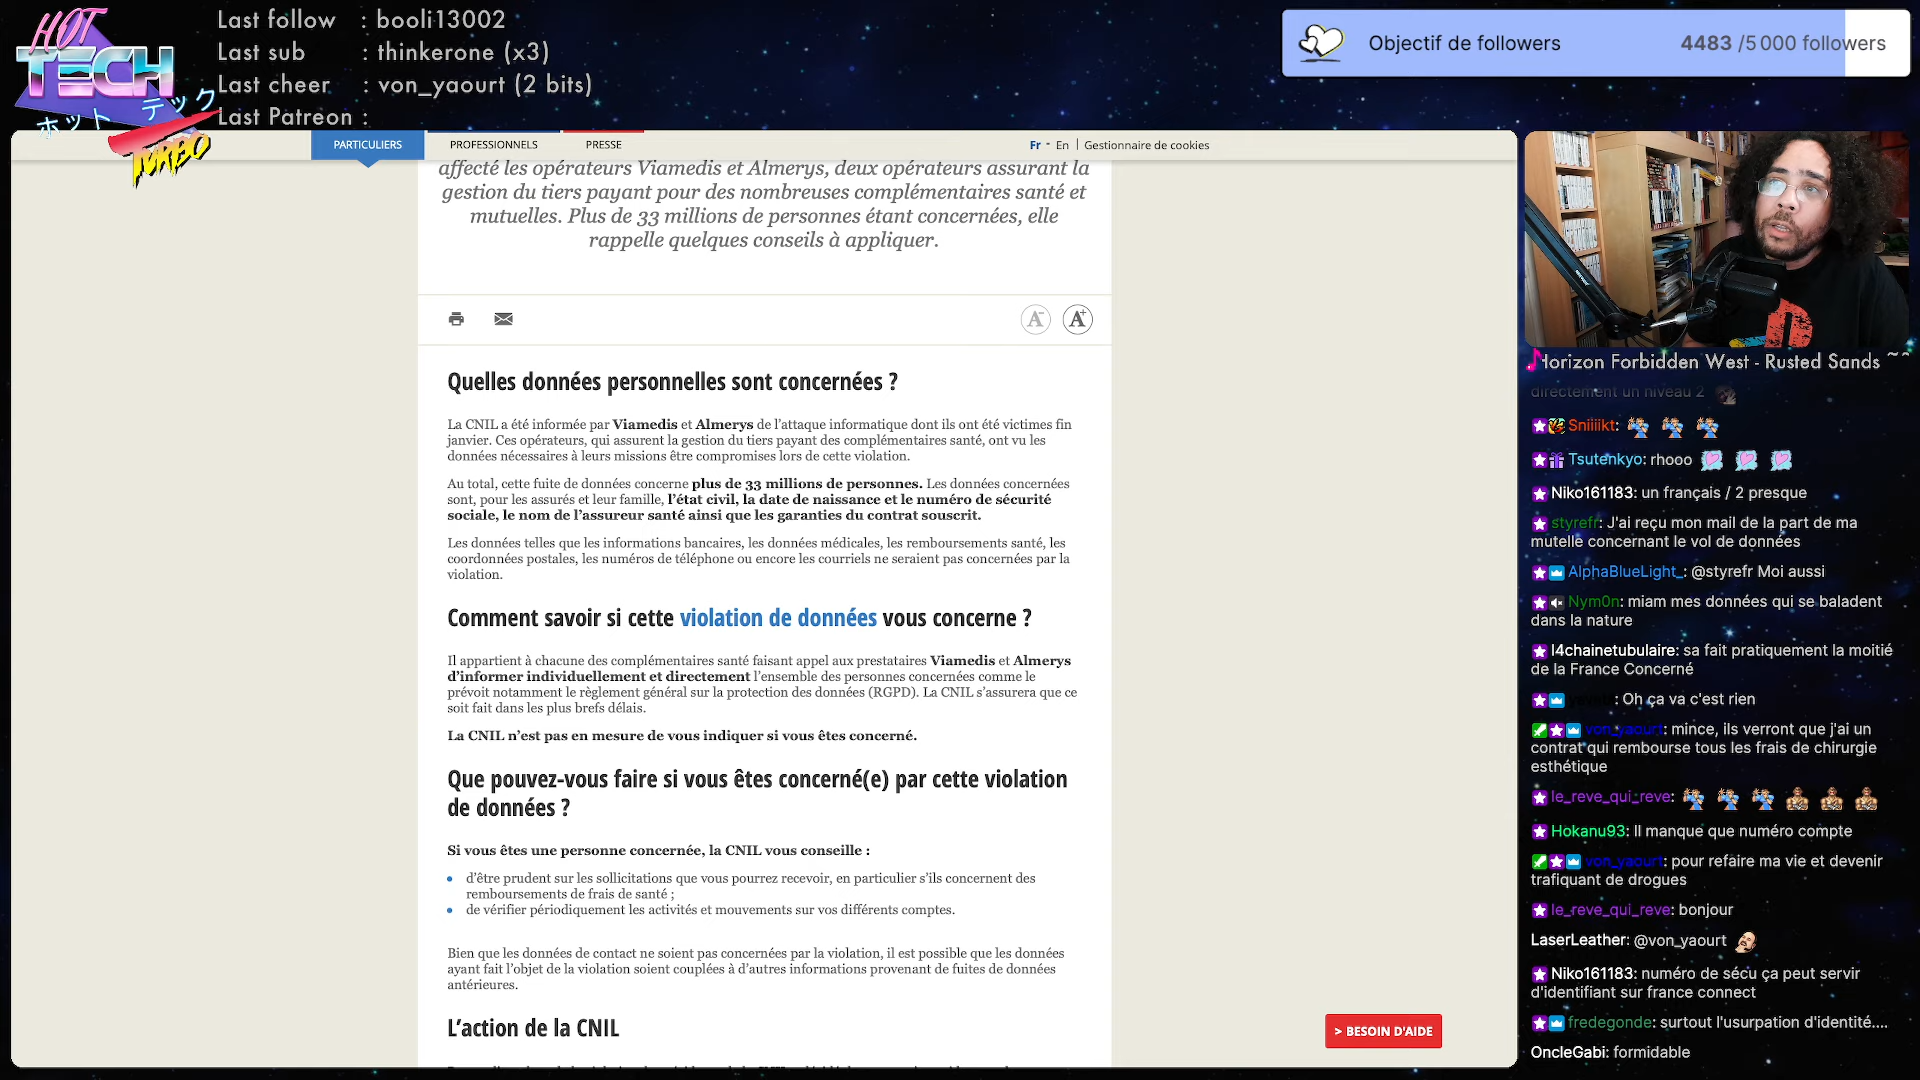 HOT
TECH
ホット テック
TURBO
Last follow : booli13002
Last sub : thinkerone (x3)
Last cheer : von_yaourt (2 bits)
Last Patreon :
Objectif de followers 4483 /5 000 followers
PARTICULIERS PROFESSIONNELS PRESSE Fr - En | Gestionnaire de cookies
affecté les opérateurs Viamedis et Almerys, deux opérateurs assurant la
gestion du tiers payant pour des nombreuses complémentaires santé et
mutuelles. Plus de 33 millions de personnes étant concernées, elle
rappelle quelques conseils à appliquer.
A- A+
Quelles données personnelles sont concernées ?
La CNIL a été informée par Viamedis et Almerys de l'attaque informatique dont ils ont été victimes fin
janvier. Ces opérateurs, qui assurent la gestion du tiers payant des complémentaires santé, ont vu les
données nécessaires à leurs missions être compromises lors de cette violation.
Au total, cette fuite de données concerne plus de 33 millions de personnes. Les données concernées
sont, pour les assurés et leur famille, l'état civil, la date de naissance et le numéro de sécurité
sociale, le nom de l'assureur santé ainsi que les garanties du contrat souscrit.
Les données telles que les informations bancaires, les données médicales, les remboursements santé, les
coordonnées postales, les numéros de téléphone ou encore les courriels ne seraient pas concernées par la
violation.
Comment savoir si cette violation de données vous concerne ?
Il appartient à chacune des complémentaires santé faisant appel aux prestataires Viamedis et Almerys
d'informer individuellement et directement l'ensemble des personnes concernées comme le
prévoit notamment le règlement général sur la protection des données (RGPD). La CNIL s'assurera que ce
soit fait dans les plus brefs délais.
La CNIL n'est pas en mesure de vous indiquer si vous êtes concerné.
Que pouvez-vous faire si vous êtes concerné(e) par cette violation
de données ?
Si vous êtes une personne concernée, la CNIL vous conseille :
d'être prudent sur les sollicitations que vous pourrez recevoir, en particulier s'ils concernent des
remboursements de frais de santé ;
de vérifier périodiquement les activités et mouvements sur vos différents comptes.
Bien que les données de contact ne soient pas concernées par la violation, il est possible que les données
ayant fait l'objet de la violation soient couplées à d'autres informations provenant de fuites de données
antérieures.
L'action de la CNIL
> BESOIN D'AIDE
Horizon Forbidden West - Rusted Sands ~~
directement un niveau 2
Sniiiikt:
Tsutenkyo: rhooo
Niko161183: un français / 2 presque
styrefr: J'ai reçu mon mail de la part de ma
mutelle concernant le vol de données
AlphaBlueLight_: @styrefr Moi aussi
Nym0n: miam mes données qui se baladent
dans la nature
l4chainetubulaire: sa fait pratiquement la moitié
de la France Concerné
: Oh ça va c'est rien
von_yaourt: mince, ils verront que j'ai un
contrat qui rembourse tous les frais de chirurgie
esthétique
le_reve_qui_reve:
Hokanu93: Il manque que numéro compte
von_yaourt: pour refaire ma vie et devenir
trafiquant de drogues
le_reve_qui_reve: bonjour
LaserLeather: @von_yaourt
Niko161183: numéro de sécu ça peut servir
d'identifiant sur france connect
fredegonde: surtout l'usurpation d'identité....
OncleGabi: formidable